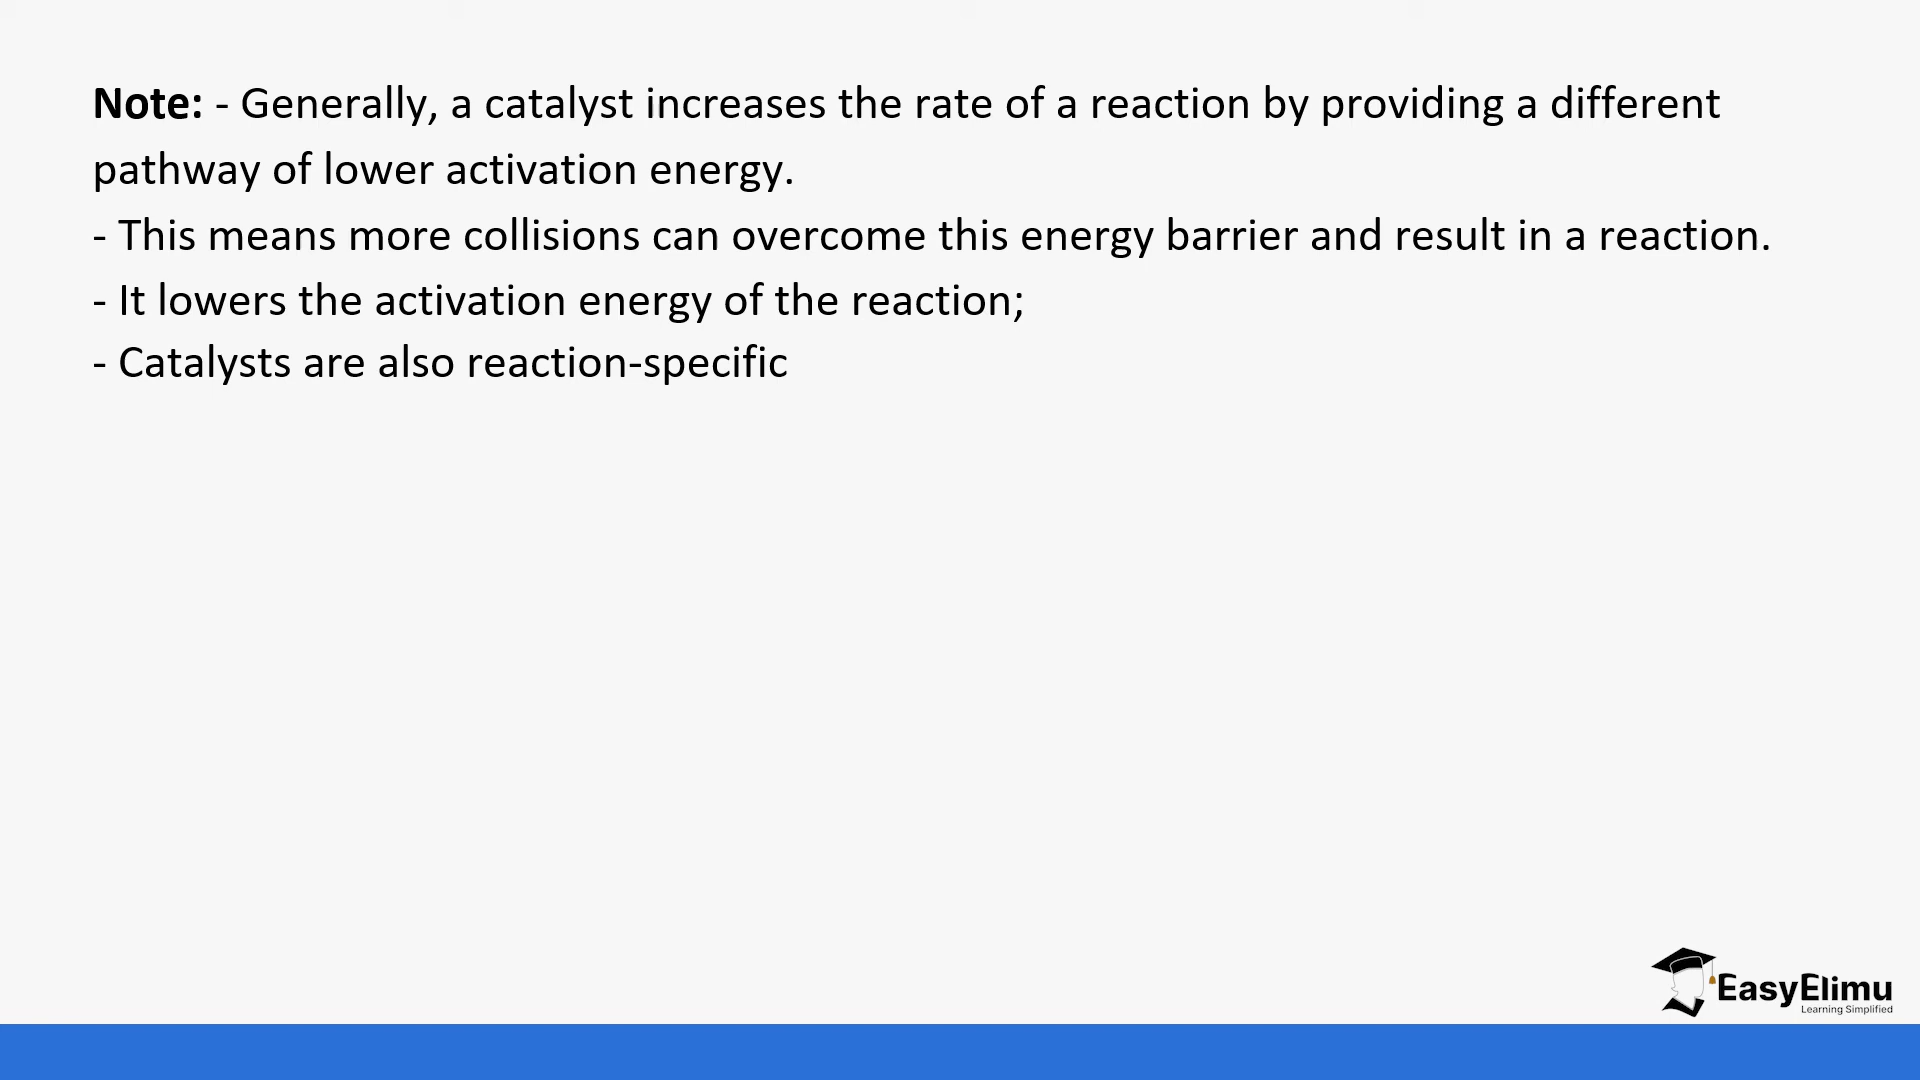 Note: - Generally, a catalyst increases the rate of a reaction by providing a different
pathway of lower activation energy.
- This means more collisions can overcome this energy barrier and result in a reaction.
- It lowers the activation energy of the reaction;
- Catalysts are also reaction-specific
EasyElimu
Learning Simplified